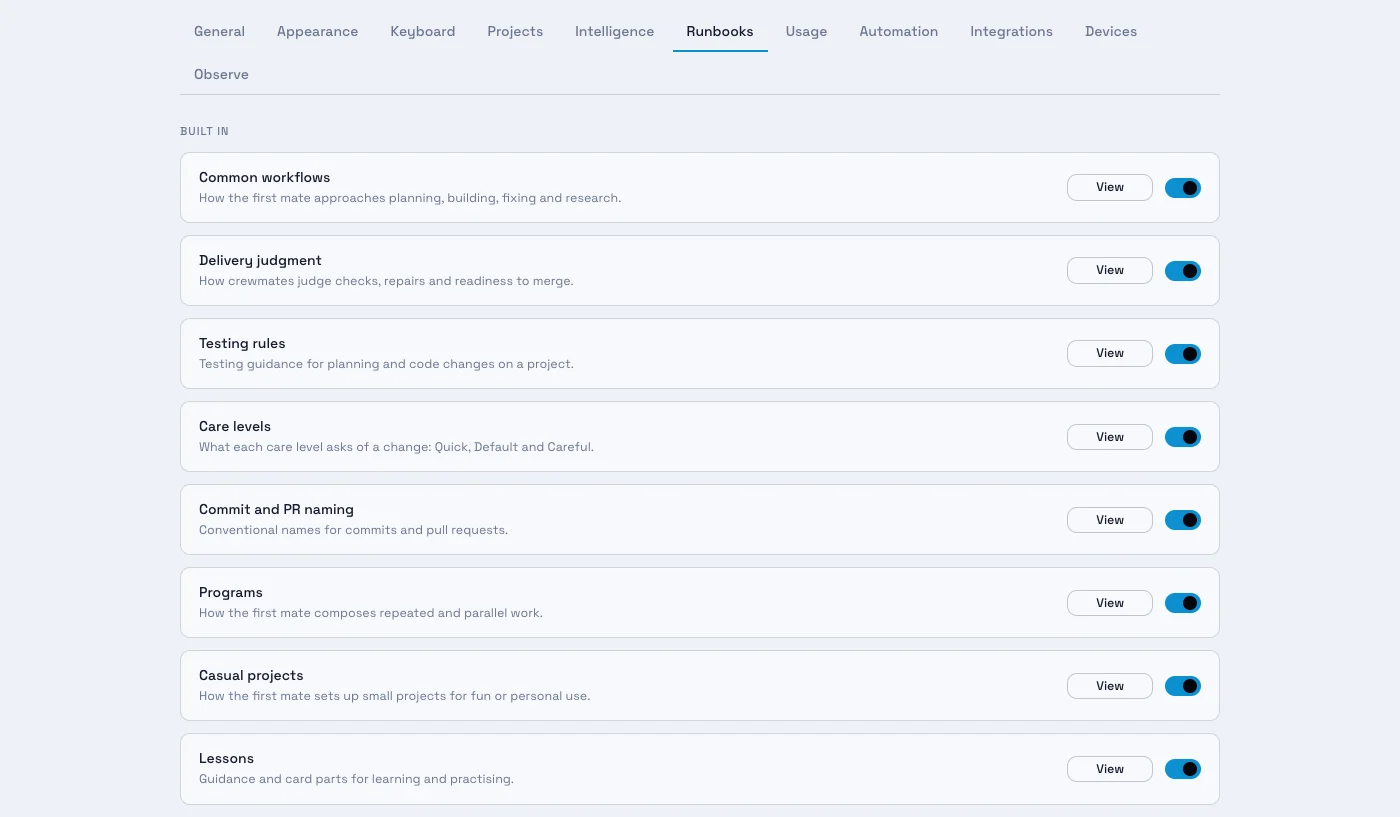 General Appearance Keyboard Projects Intelligence Runbooks Usage Automation Integrations Devices
Observe
BUILT IN
Common workflows
How the first mate approaches planning, building, fixing and research.
View
Delivery judgment
How crewmates judge checks, repairs and readiness to merge.
View
Testing rules
Testing guidance for planning and code changes on a project.
View
Care levels
What each care level asks of a change: Quick, Default and Careful.
View
Commit and PR naming
Conventional names for commits and pull requests.
View
Programs
How the first mate composes repeated and parallel work.
View
Casual projects
How the first mate sets up small projects for fun or personal use.
View
Lessons
Guidance and card parts for learning and practising.
View